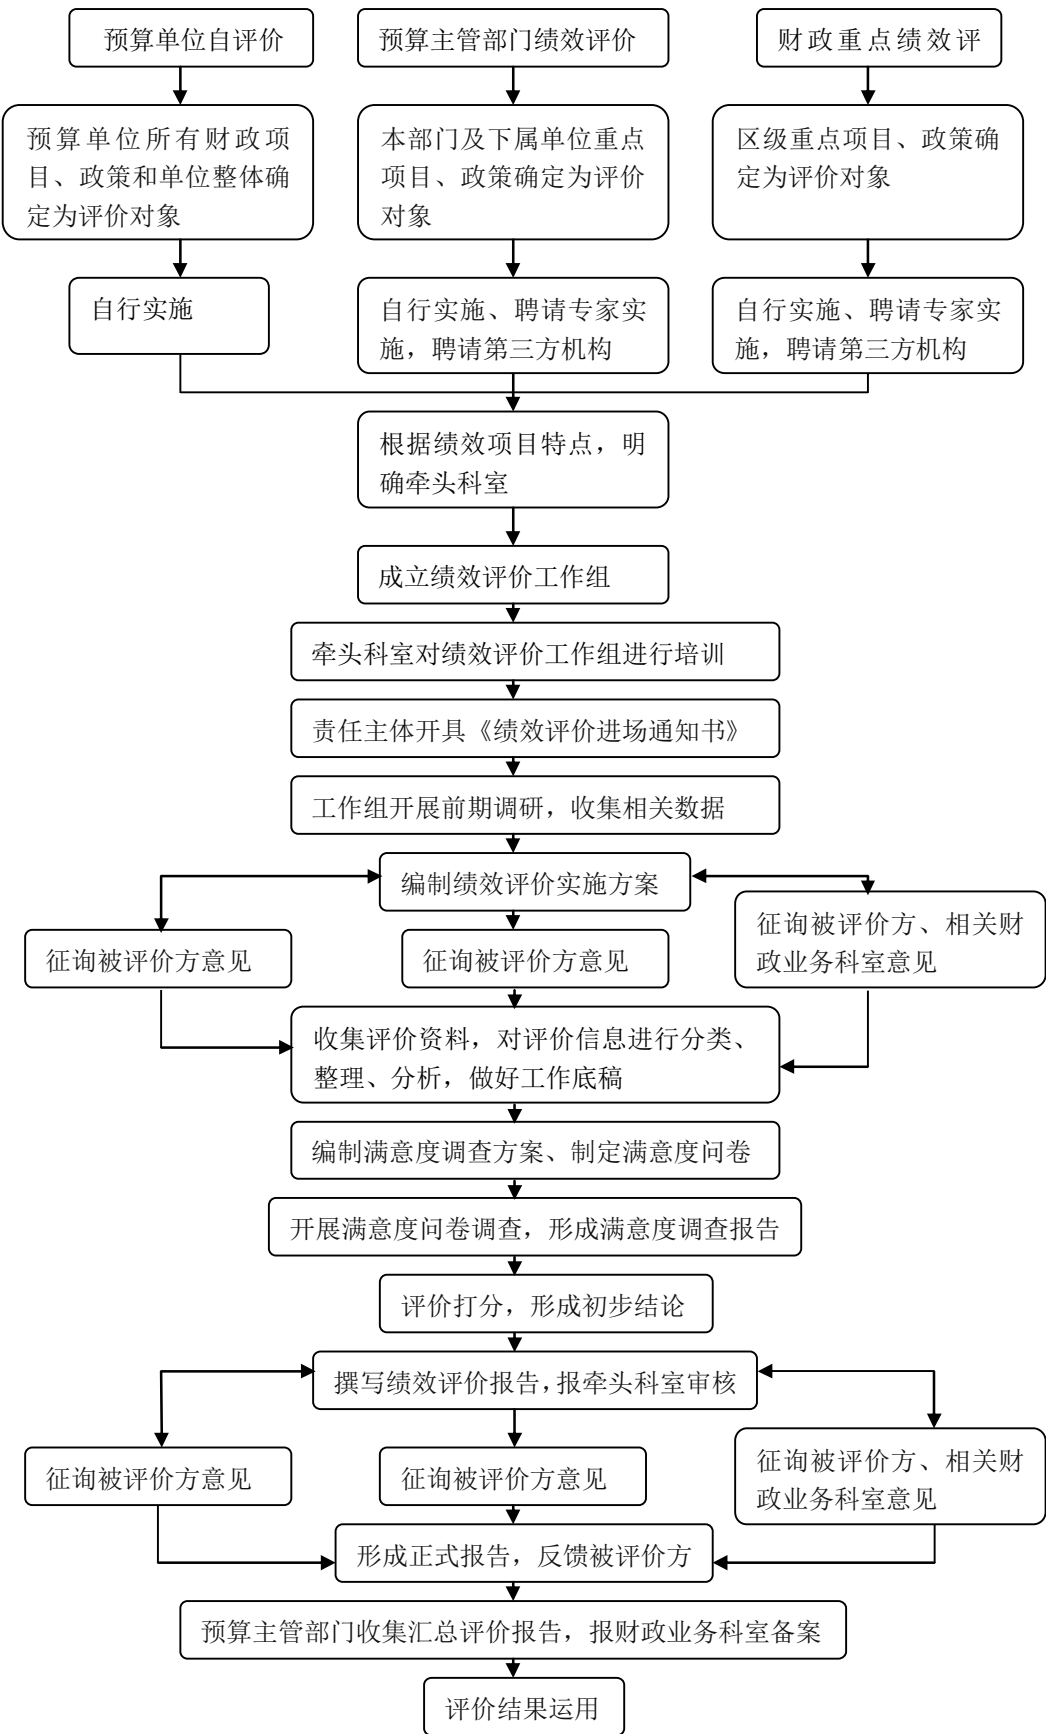 预算单位自评价
预算主管部门绩效评价
财政重点绩效评
预算单位所有财政项
目、政策和单位整体确
定为评价对象
本部门及下属单位重点
项目、政策确定为评价
对象
区级重点项目、政策确
定为评价对象
自行实施
自行实施、聘请专家实
施，聘请第三方机构
自行实施、聘请专家实
施，聘请第三方机构
根据绩效项目特点，明
确牵头科室
成立绩效评价工作组
牵头科室对绩效评价工作组进行培训
责任主体开具《绩效评价进场通知书》
工作组开展前期调研，收集相关数据
编制绩效评价实施方案
征询被评价方意见
征询被评价方意见
征询被评价方、相关财
政业务科室意见
收集评价资料，对评价信息进行分类、
整理、分析，做好工作底稿
编制满意度调查方案、制定满意度问卷
开展满意度问卷调查，形成满意度调查报告
评价打分，形成初步结论
撰写绩效评价报告，报牵头科室审核
征询被评价方意见
征询被评价方意见
征询被评价方、相关财
政业务科室意见
形成正式报告，反馈被评价方
预算主管部门收集汇总评价报告，报财政业务科室备案
评价结果运用